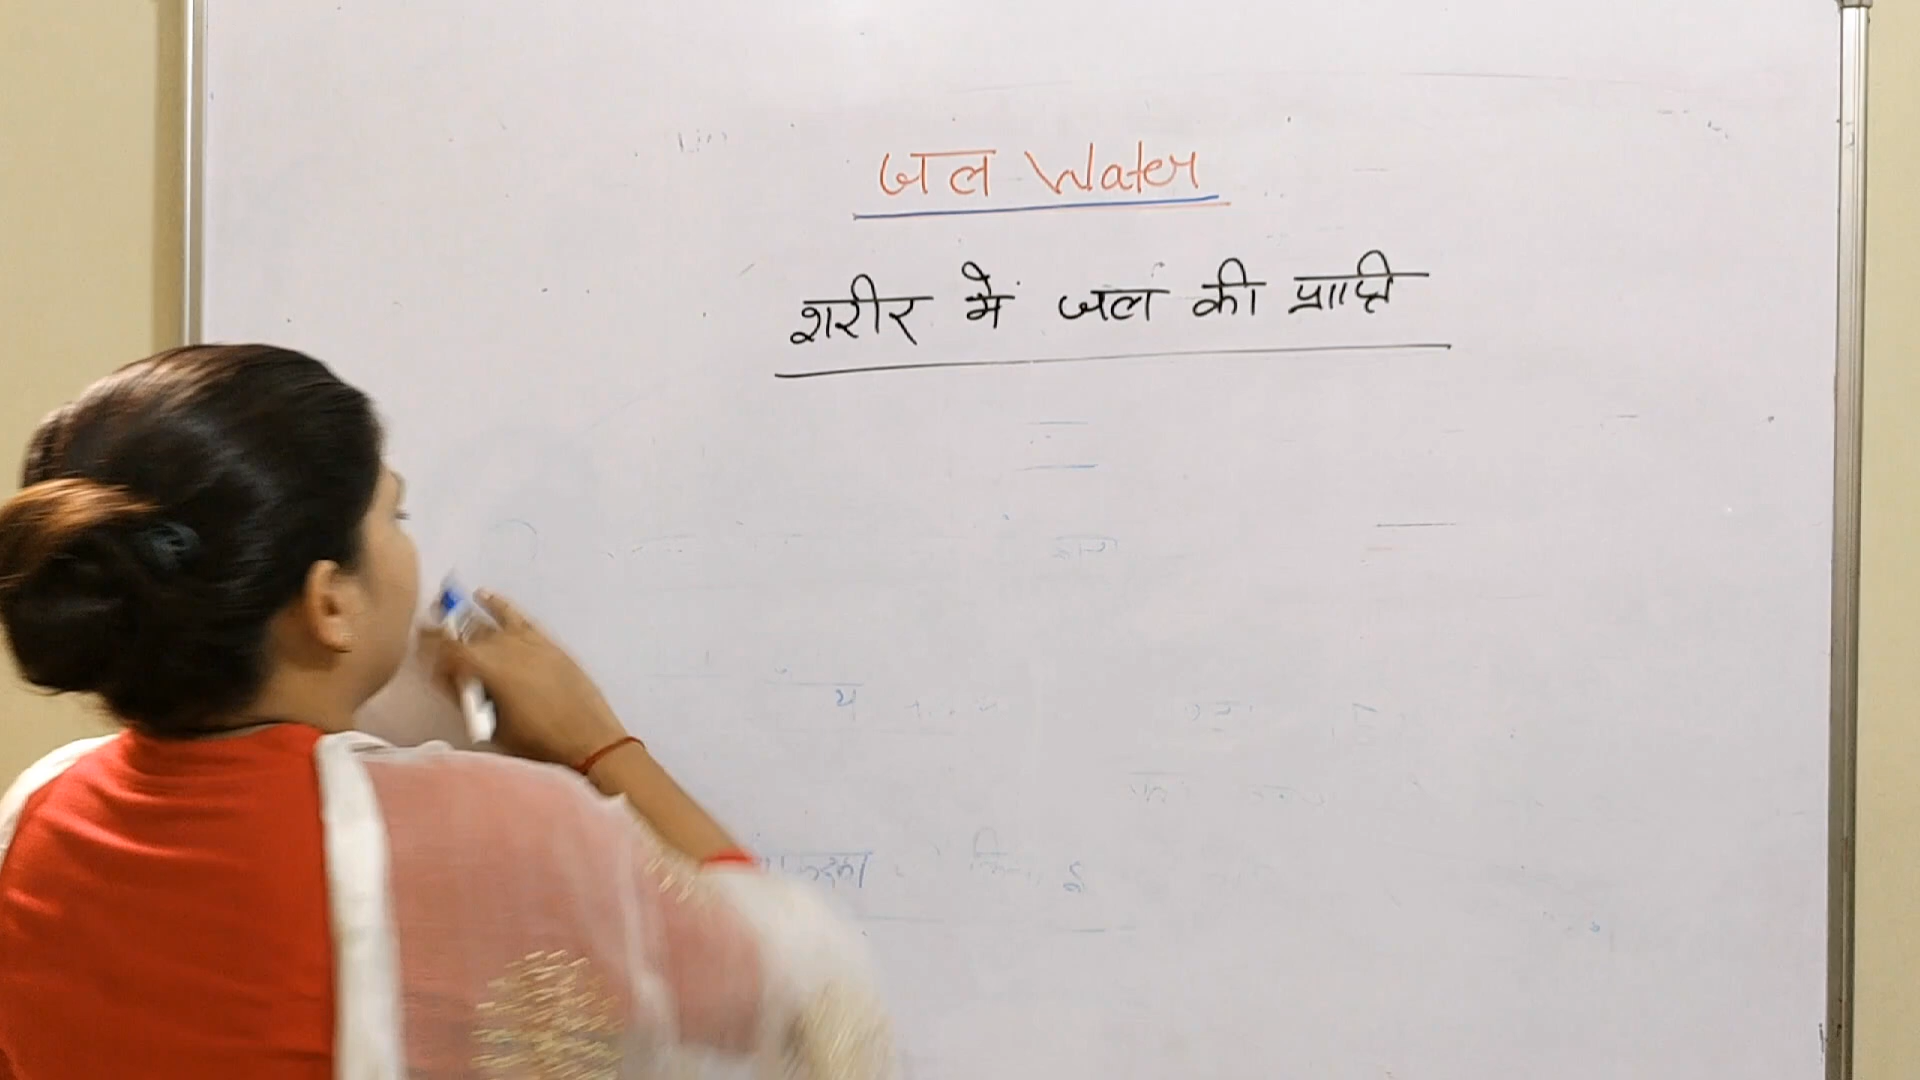 जल Water
शरीर में जल की प्राप्ति